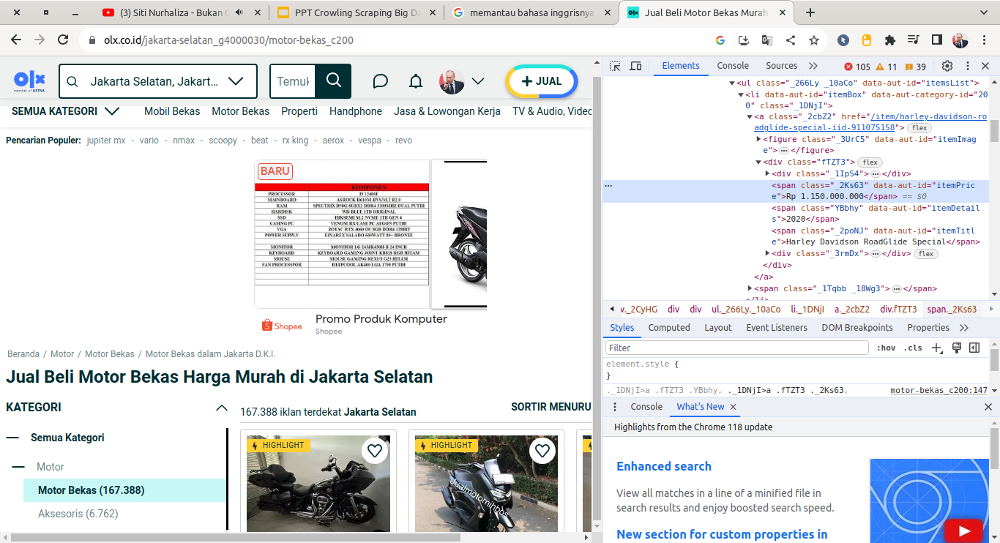 (3) Siti Nurhaliza - Bukan C
PPT Crowling Scraping Big Da
memantau bahasa inggrisnya
Jual Beli Motor Bekas Murah
olx.co.id/jakarta-selatan_g4000030/motor-bekas_c200
olx
member of ASTRA
Jakarta Selatan, Jakart...
Temuk
JUAL
SEMUA KATEGORI
Mobil Bekas Motor Bekas Properti Handphone Jasa & Lowongan Kerja TV & Audio, Video
Pencarian Populer: jupiter mx - vario - nmax - scoopy - beat - rx king - aerox - vespa - revo
BARU
KOMPONEN
PROCESSOR I5 12400F
MAINBOARD ASROCK H610M-HVS/M.2 R2.0
RAM SPECTRIX D50G 8GBX2 DDR4 3200MHZ DUAL PUTIH
HARDISK WD BLUE 1TB ORIGINAL
SSD HIKSEMI M.2 NVME 1TB GEN 4
CASING PC VENOM RX CASE PC AEGON PUTIH
VGA ZOTAC RTX 4060 OC 8GB DDR6 128BIT
POWER SUPPLY EINAREX SALADO 600WATT 80+ BRONZE
MONITOR MONITOR LG 24MK430H-B 24 INCH
KEYBOARD KEYBOARD GAMING JOINT KB818 RGB HITAM
MOUSE MOUSE GAMING REXUS G23 HITAM
FAN PROCESSPOR DEEPCOOL AK400 LGA 1700 PUTIH
Shopee
Promo Produk Komputer
Shopee
Beranda / Motor / Motor Bekas / Motor Bekas dalam Jakarta D.K.I.
Jual Beli Motor Bekas Harga Murah di Jakarta Selatan
KATEGORI
167.388 iklan terdekat Jakarta Selatan
SORTIR MENURU
Semua Kategori
Motor
Motor Bekas (167.388)
Aksesoris (6.762)
HIGHLIGHT
HIGHLIGHT
Jualmotornihbos
Elements Console Sources
105 11 39
<ul class="_266Ly _10aCo" data-aut-id="itemsList">
<li data-aut-id="itemBox" data-aut-category-id="20
0" class="_1DNjI">
<a class="_2cbZ2" href="/item/harley-davidson-ro
adglide-special-iid-911075158"> flex
<figure class="_3UrC5" data-aut-id="itemImag
e">…</figure>
<div class="fTZT3"> flex
<div class="_1IpS4">…</div>
<span class="_2Ks63" data-aut-id="itemPric
e">Rp 1.150.000.000</span> == $0
<span class="YBbhy" data-aut-id="itemDetail
s">2020</span>
<span class="_2poNJ" data-aut-id="itemTitl
e">Harley Davidson RoadGlide Special</span>
<div class="_3rmDx">…</div> flex
</div>
</a>
<span class="_1Tqbb _18Wg3">…</span>
</li>
v._2CyHG div div ul._266Ly._10aCo li._1DNjI a._2cbZ2 div.fTZT3 span._2Ks63
Styles Computed Layout Event Listeners DOM Breakpoints Properties
Filter
:hov .cls
element.style {
}
._1DNjI>a .fTZT3 .YBbhy, ._1DNjI>a .fTZT3 ._2Ks63, motor-bekas_c200:147
Console What's New
Highlights from the Chrome 118 update
Enhanced search
View all matches in a line of a minified file in
search results and enjoy boosted search speed.
New section for custom properties in